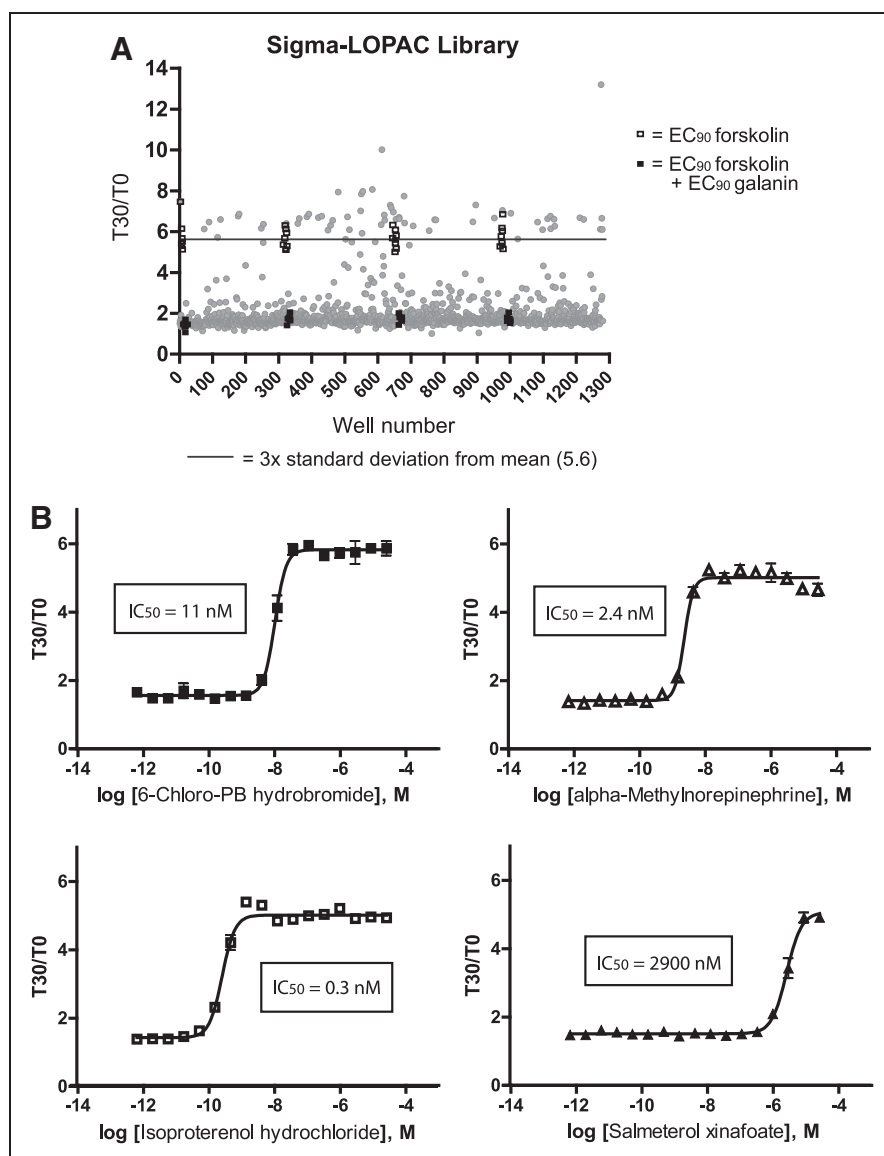 A
Sigma-LOPAC Library
14
12
10
8
6
4
2
0
T30/T0
0 100 200 300 400 500 600 700 800 900 1000 1100 1200 1300
Well number
= EC90 forskolin
= EC90 forskolin
+ EC90 galanin
= 3x standard deviation from mean (5.6)
B
6
4
2
0
T30/T0
IC50 = 11 nM
-14 -12 -10 -8 -6 -4
log [6-Chloro-PB hydrobromide], M
6
4
2
0
T30/T0
IC50 = 2.4 nM
-14 -12 -10 -8 -6 -4
log [alpha-Methylnorepinephrine], M
6
4
2
0
T30/T0
IC50 = 0.3 nM
-14 -12 -10 -8 -6 -4
log [Isoproterenol hydrochloride], M
6
4
2
0
T30/T0
IC50 = 2900 nM
-14 -12 -10 -8 -6 -4
log [Salmeterol xinafoate], M